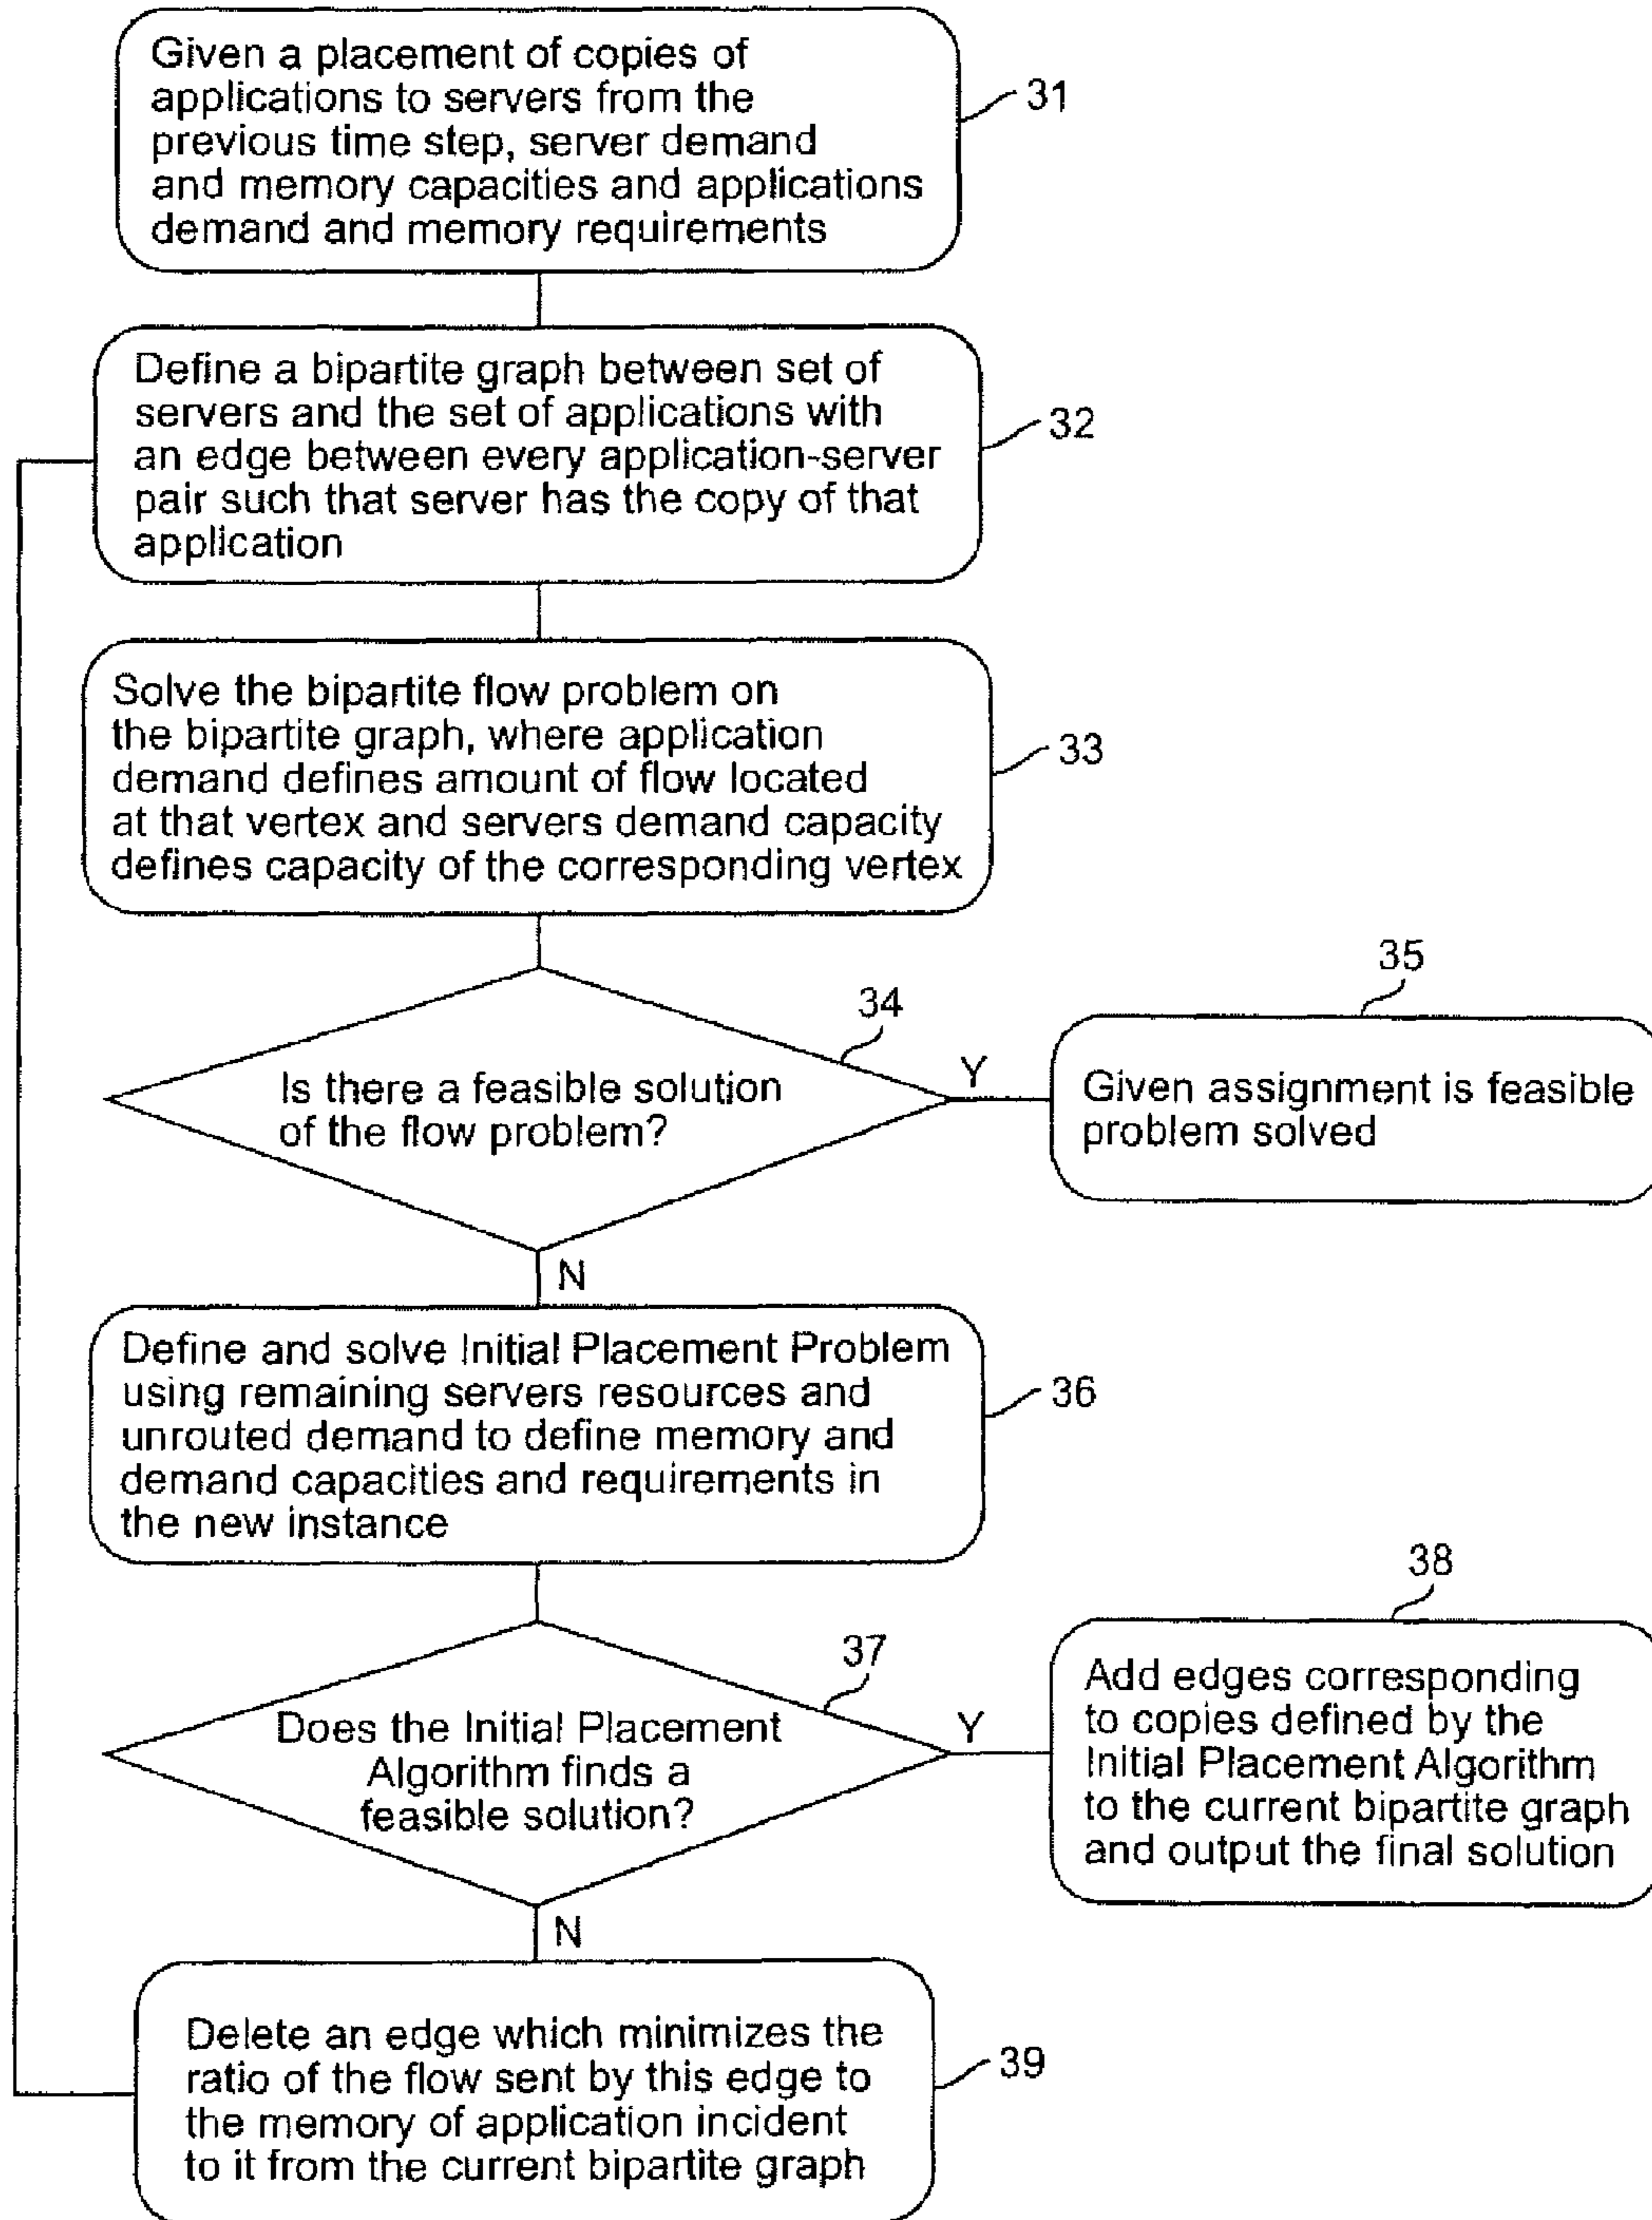 Given a placement of copies of
applications to servers from the
previous time step, server demand
and memory capacities and applications
demand and memory requirements
31
Define a bipartite graph between set of
servers and the set of applications with
an edge between every application-server
pair such that server has the copy of that
application
32
Solve the bipartite flow problem on
the bipartite graph, where application
demand defines amount of flow located
at that vertex and servers demand capacity
defines capacity of the corresponding vertex
33
34
Is there a feasible solution
of the flow problem?
Y
35
Given assignment is feasible
problem solved
N
Define and solve Initial Placement Problem
using remaining servers resources and
unrouted demand to define memory and
demand capacities and requirements in
the new instance
36
37
Does the Initial Placement
Algorithm finds a
feasible solution?
Y
38
Add edges corresponding
to copies defined by the
Initial Placement Algorithm
to the current bipartite graph
and output the final solution
N
Delete an edge which minimizes the
ratio of the flow sent by this edge to
the memory of application incident
to it from the current bipartite graph
39